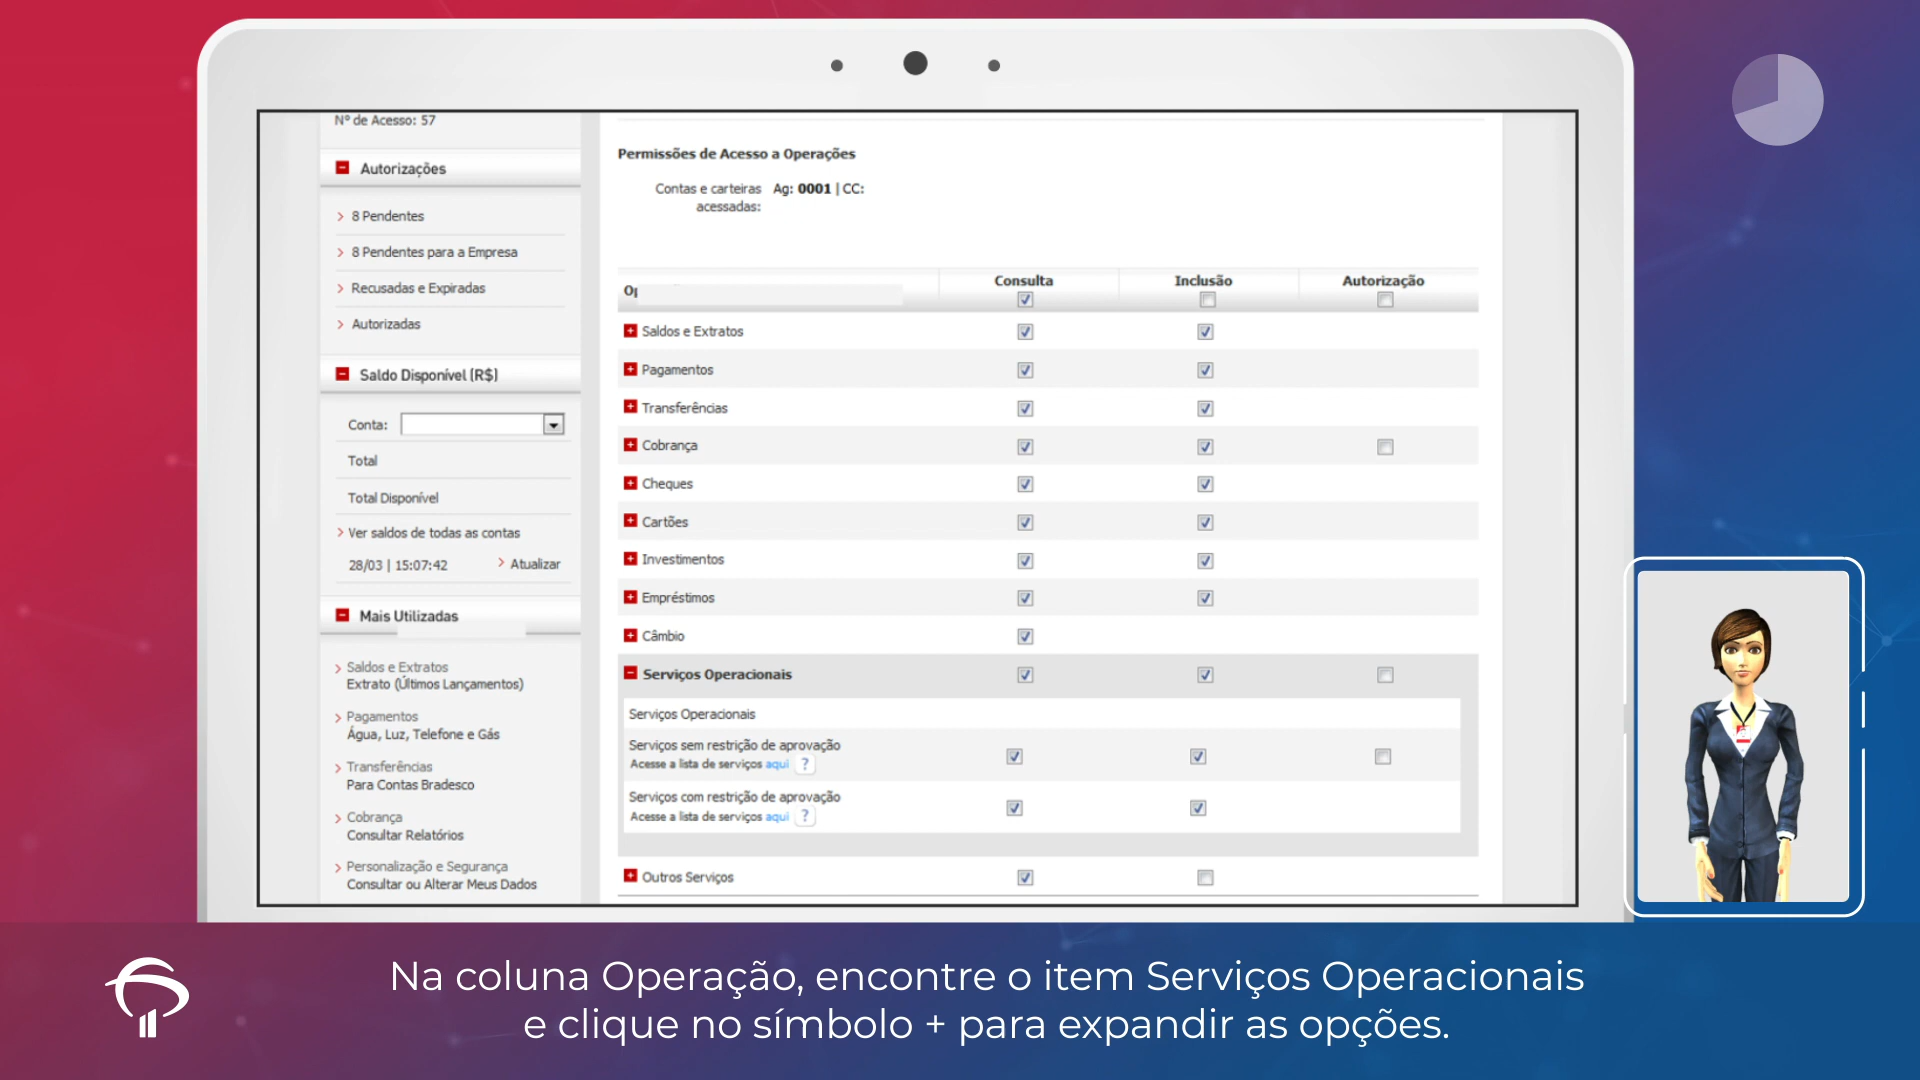 Nº de Acesso: 57
Autorizações
8 Pendentes
8 Pendentes para a Empresa
Recusadas e Expiradas
Autorizadas
Saldo Disponível (R$)
Conta:
Total
Total Disponível
Ver saldos de todas as contas
28/03 | 15:07:42 Atualizar
Mais Utilizadas
Saldos e Extratos
Extrato (Últimos Lançamentos)
Pagamentos
Água, Luz, Telefone e Gás
Transferências
Para Contas Bradesco
Cobrança
Consultar Relatórios
Personalização e Segurança
Consultar ou Alterar Meus Dados
Permissões de Acesso a Operações
Contas e carteiras Ag: 0001 | CC:
acessadas:
Consulta Inclusão Autorização
Saldos e Extratos
Pagamentos
Transferências
Cobrança
Cheques
Cartões
Investimentos
Empréstimos
Câmbio
Serviços Operacionais
Serviços Operacionais
Serviços sem restrição de aprovação
Acesse a lista de serviços aqui ?
Serviços com restrição de aprovação
Acesse a lista de serviços aqui ?
Outros Serviços
Na coluna Operação, encontre o item Serviços Operacionais
e clique no símbolo + para expandir as opções.